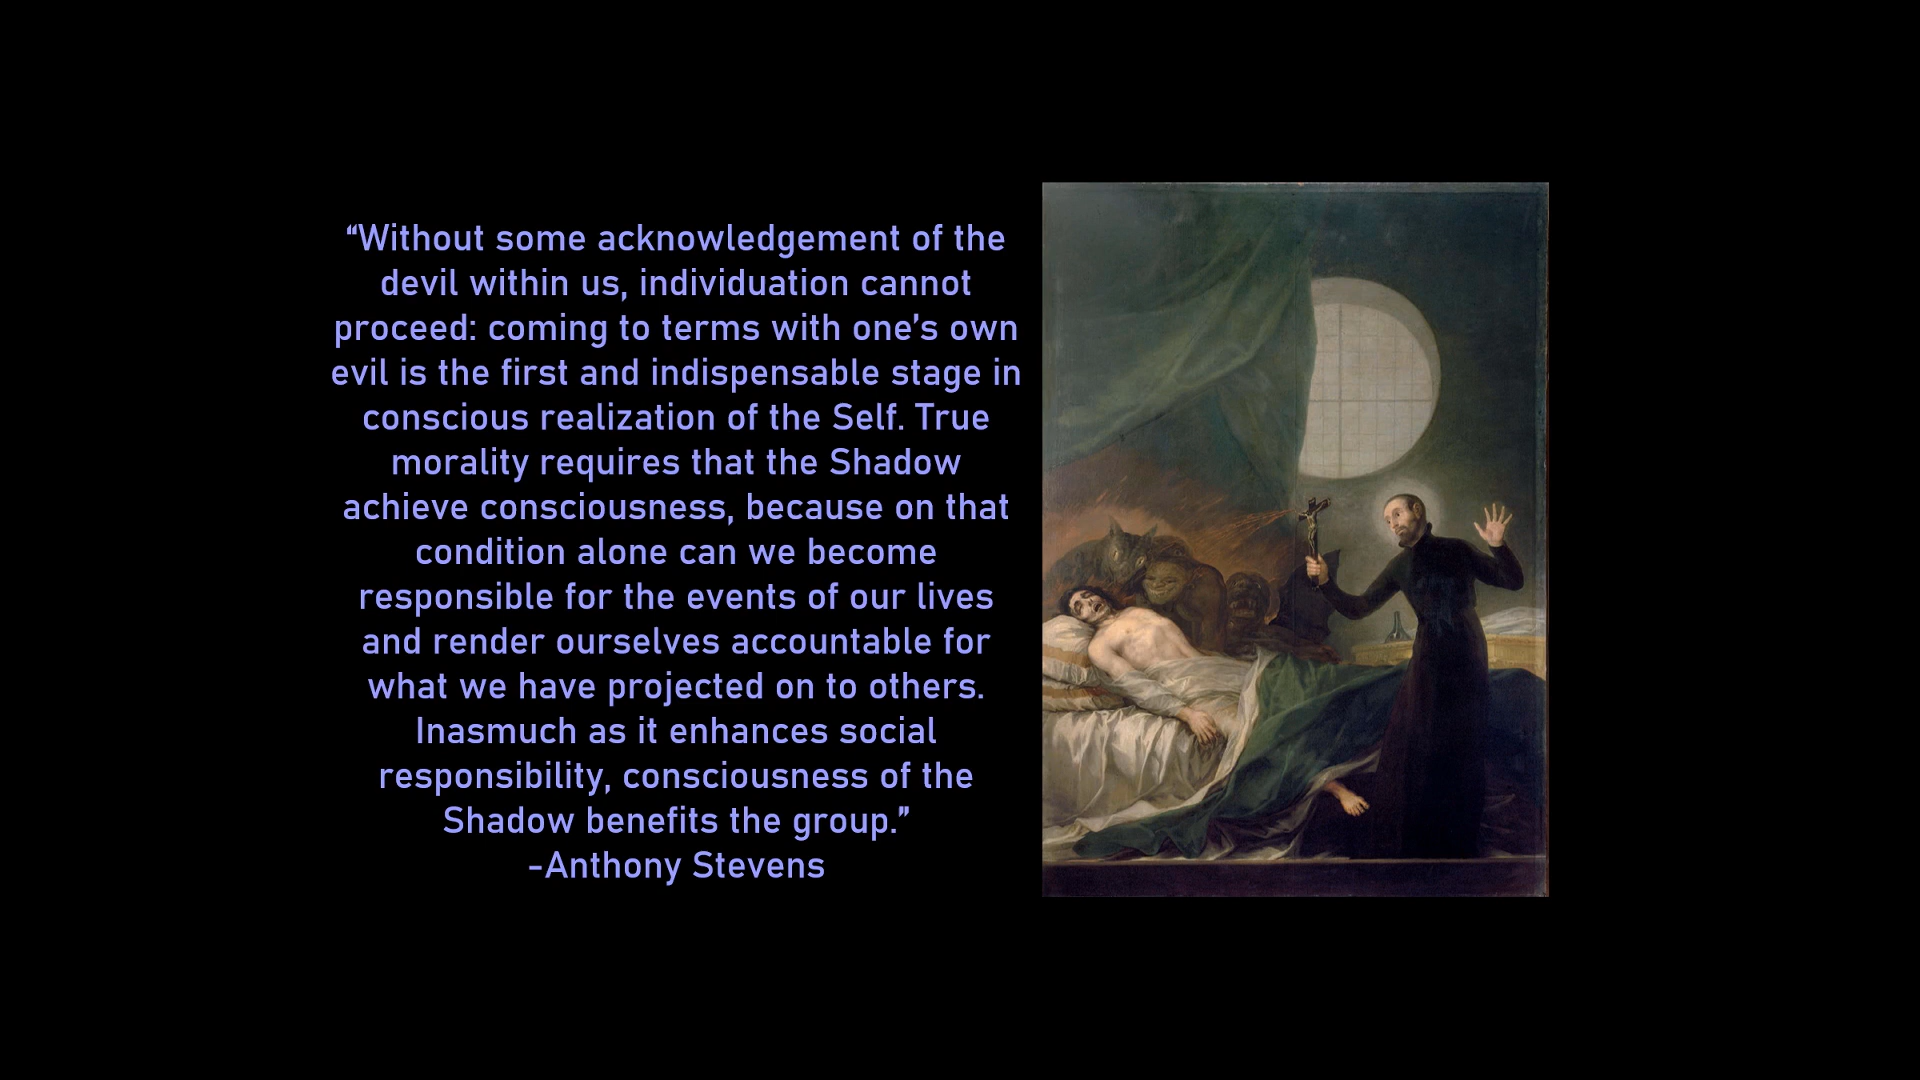 “Without some acknowledgement of the
devil within us, individuation cannot
proceed: coming to terms with one’s own
evil is the first and indispensable stage in
conscious realization of the Self. True
morality requires that the Shadow
achieve consciousness, because on that
condition alone can we become
responsible for the events of our lives
and render ourselves accountable for
what we have projected on to others.
Inasmuch as it enhances social
responsibility, consciousness of the
Shadow benefits the group.”
-Anthony Stevens